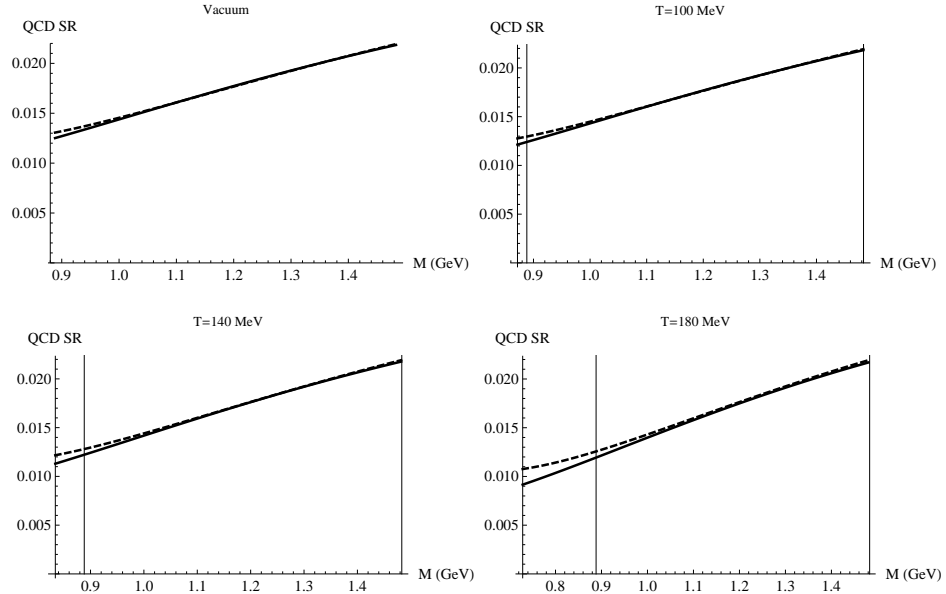 Vacuum
QCD SR
0.020
0.015
0.010
0.005
0.9 1.0 1.1 1.2 1.3 1.4
M (GeV)
T=100 MeV
QCD SR
0.020
0.015
0.010
0.005
0.9 1.0 1.1 1.2 1.3 1.4
M (GeV)
T=140 MeV
QCD SR
0.020
0.015
0.010
0.005
0.9 1.0 1.1 1.2 1.3 1.4
M (GeV)
T=180 MeV
QCD SR
0.020
0.015
0.010
0.005
0.8 0.9 1.0 1.1 1.2 1.3 1.4
M (GeV)